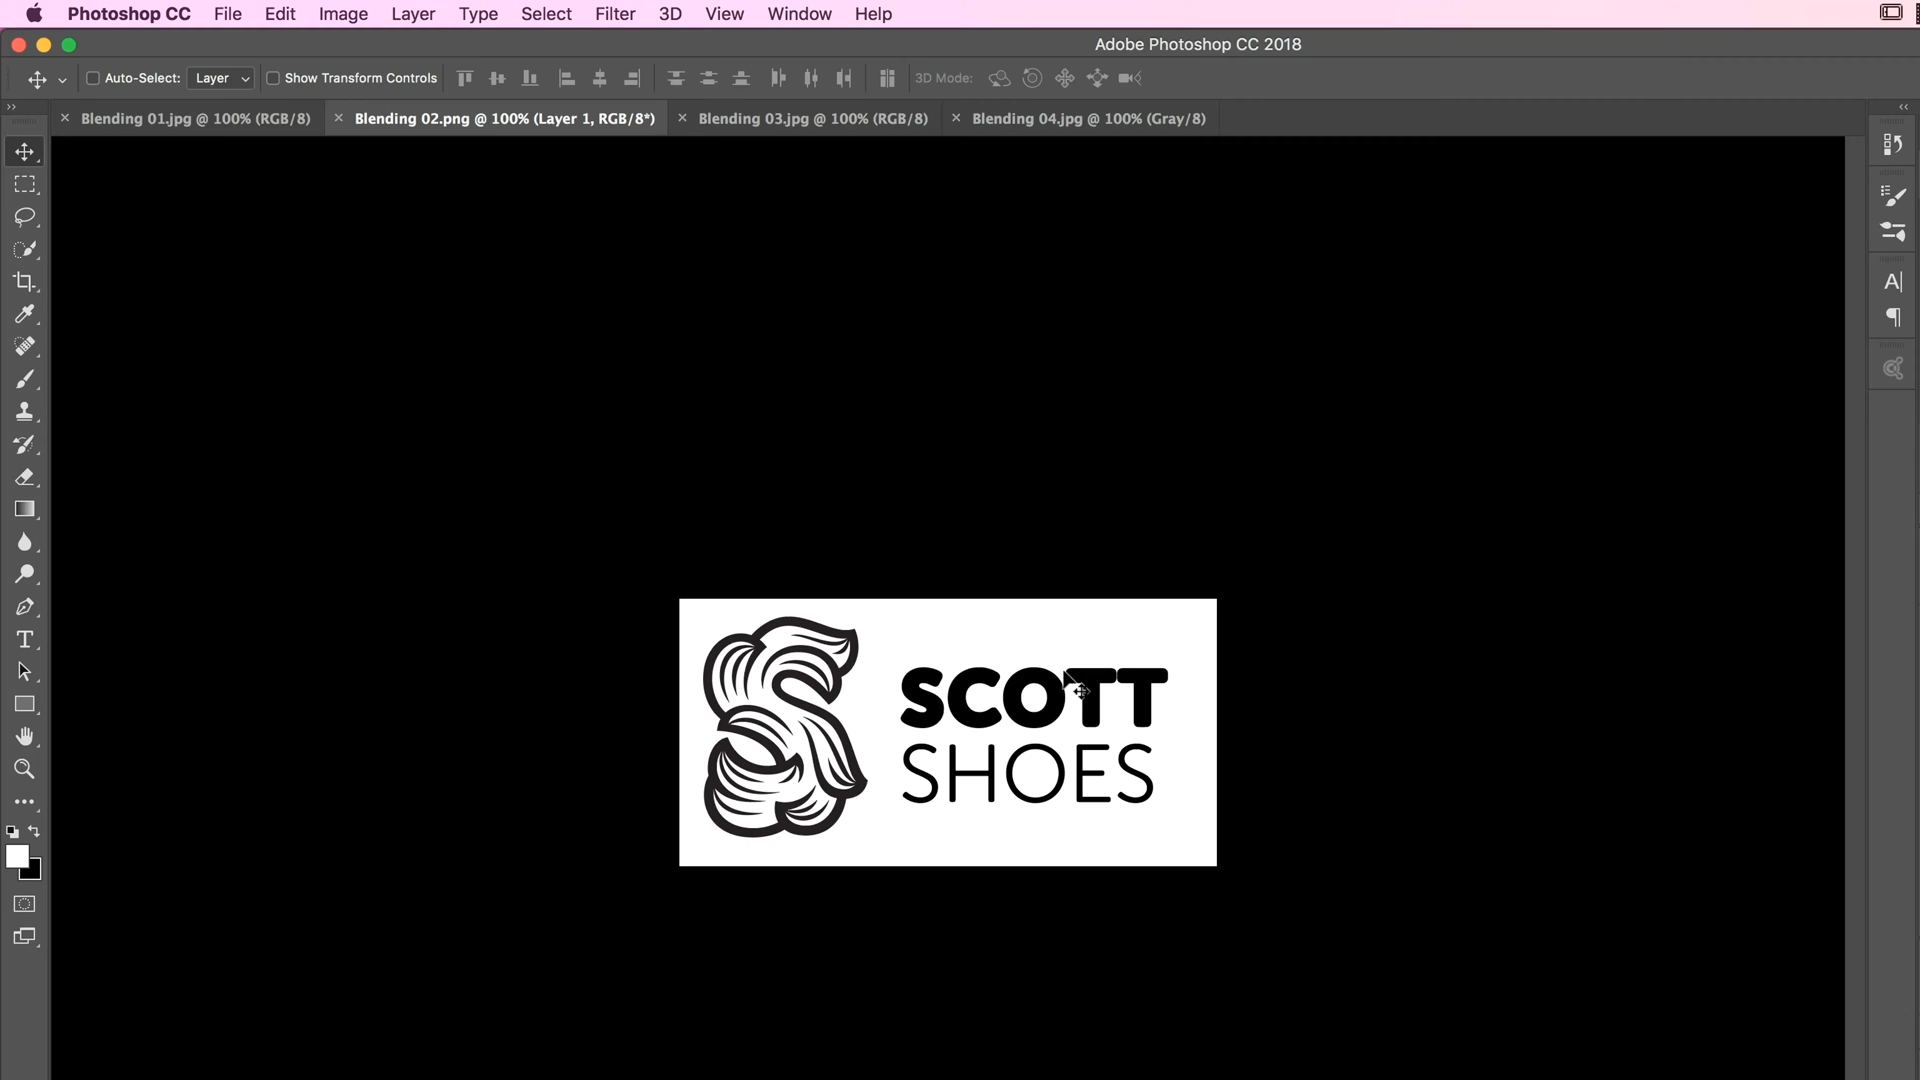 Photoshop CC File Edit Image Layer Type Select Filter 3D View Window Help
Adobe Photoshop CC 2018
Auto-Select: Layer Show Transform Controls 3D Mode:
Blending 01.jpg @ 100% (RGB/8) Blending 02.png @ 100% (Layer 1, RGB/8*) Blending 03.jpg @ 100% (RGB/8) Blending 04.jpg @ 100% (Gray/8)
SCOTT
SHOES